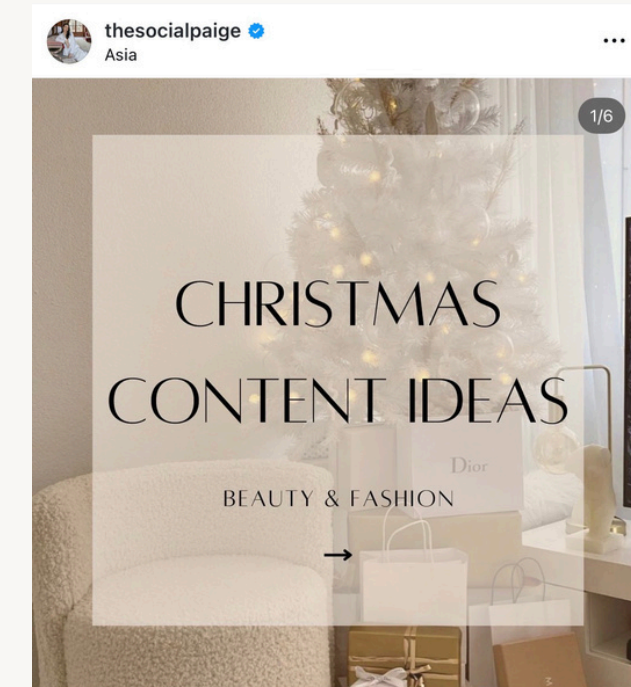 thesocialpaige
Asia
1/6
CHRISTMAS
CONTENT IDEAS
Dior
BEAUTY & FASHION
→